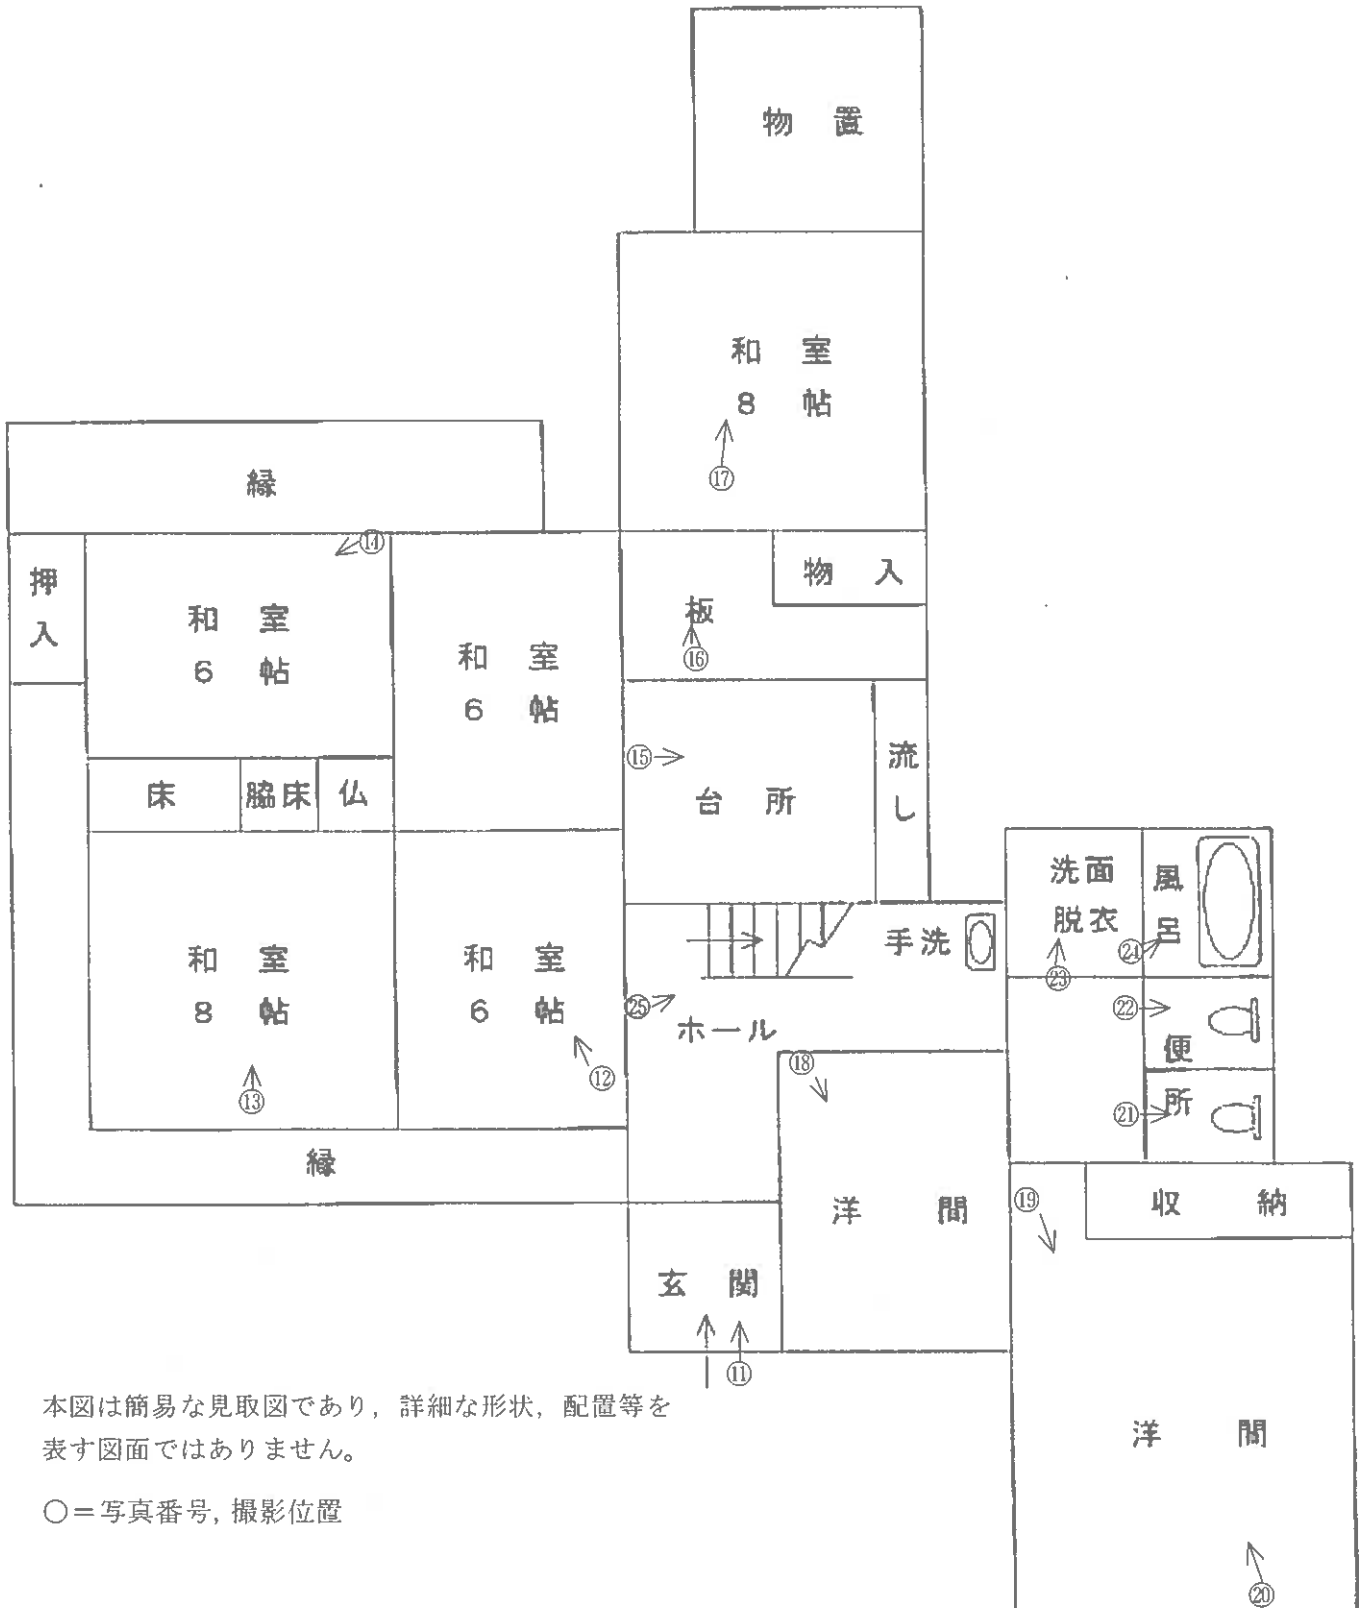 物 置
和 室
8 帖
⑰
縁
⑭
押
入
和 室
6 帖
和 室
6 帖
板
⑯
物 入
⑮
台 所
流
し
床
脇床
仏
和 室
8 帖
⑬
和 室
6 帖
⑫
手洗
㉕
ホール
⑱
洗面
脱衣
㉓
風
呂
㉔
㉒
便
所
㉑
縁
玄 関
⑪
洋 間
⑲
収 納
洋 間
⑳
本図は簡易な見取図であり，詳細な形状，配置等を
表す図面ではありません。
○＝写真番号, 撮影位置